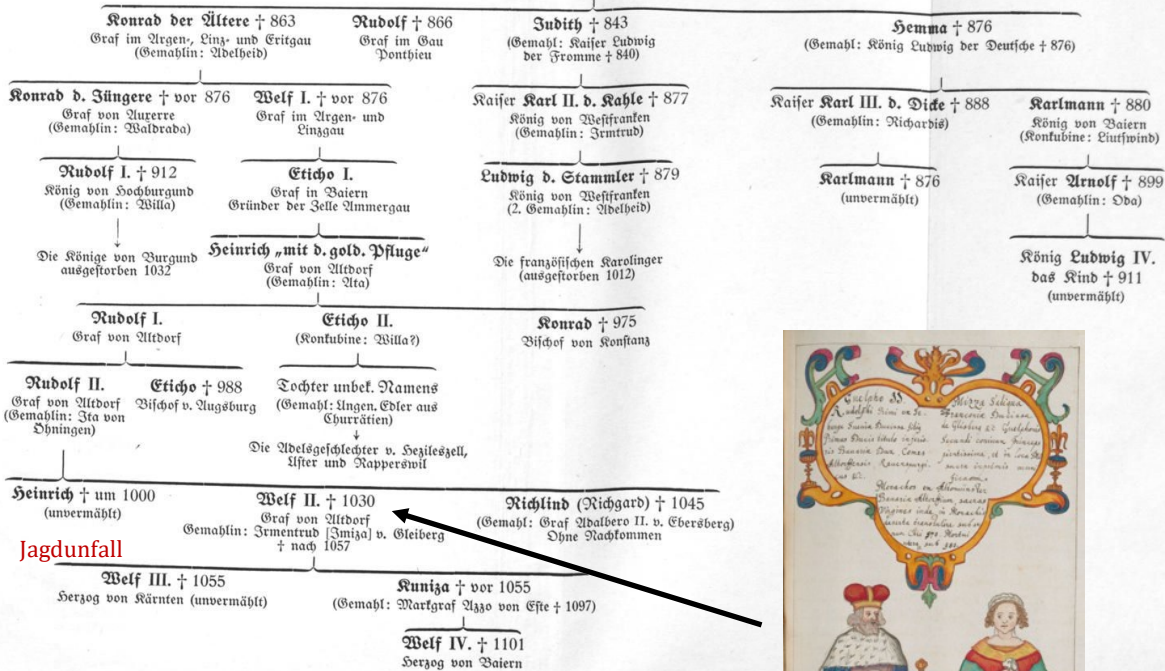 Konrad der Ältere † 863
Graf im Argen-, Linz- und Eritgau
(Gemahlin: Adelheid)
Rudolf † 866
Graf im Gau
Ponthieu
Judith † 843
(Gemahl: Kaiser Ludwig
der Fromme † 840)
Hemma † 876
(Gemahl: König Ludwig der Deutsche † 876)
Konrad d. Jüngere † vor 876
Graf von Auxerre
(Gemahlin: Waldrada)
Welf I. † vor 876
Graf im Argen- und
Linzgau
Kaiser Karl II. d. Kahle † 877
König von Westfranken
(Gemahlin: Irmtrud)
Kaiser Karl III. d. Dicke † 888
(Gemahlin: Richardis)
Karlmann † 880
König von Baiern
(Konkubine: Liutswind)
Rudolf I. † 912
König von Hochburgund
(Gemahlin: Willa)
Eticho I.
Graf in Baiern
Gründer der Zelle Ammergau
Ludwig d. Stammler † 879
König von Westfranken
(2. Gemahlin: Adelheid)
Karlmann † 876
(unvermählt)
Kaiser Arnolf † 899
(Gemahlin: Oda)
Die Könige von Burgund
ausgestorben 1032
Heinrich „mit d. gold. Pfluge“
Graf von Altdorf
(Gemahlin: Ata)
Die französischen Karolinger
(ausgestorben 1012)
König Ludwig IV.
das Kind † 911
(unvermählt)
Rudolf I.
Graf von Altdorf
Eticho II.
(Konkubine: Willa?)
Konrad † 975
Bischof von Konstanz
Rudolf II.
Graf von Altdorf
(Gemahlin: Ita von
Öhningen)
Eticho † 988
Bischof v. Augsburg
Tochter unbek. Namens
(Gemahl: Ungen. Edler aus
Churrätien)
Die Adelsgeschlechter v. Hezileszell,
Uster und Rapperswil
Heinrich † um 1000
(unvermählt)
Welf II. † 1030
Graf von Altdorf
Gemahlin: Irmentrud [Imiza] v. Gleiberg
† nach 1057
Richlind (Richgard) † 1045
(Gemahl: Graf Adalbero II. v. Ebersberg)
Ohne Nachkommen
Jagdunfall
Welf III. † 1055
Herzog von Kärnten (unvermählt)
Kuniza † vor 1055
(Gemahl: Markgraf Azzo von Este † 1097)
Welf IV. † 1101
Herzog von Baiern